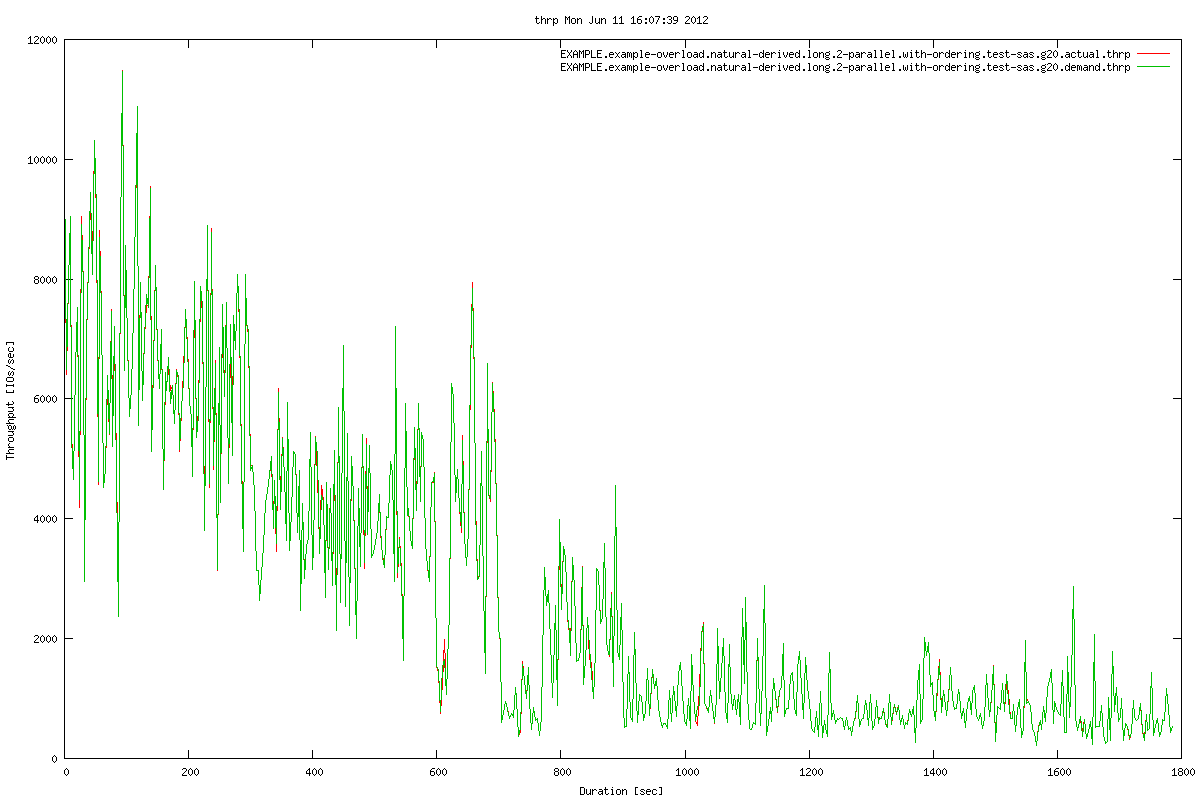 thrp Mon Jun 11 16:07:39 2012
EXAMPLE.example-overload.natural-derived.long.2-parallel.with-ordering.test-sas.g20.actual.thrp
EXAMPLE.example-overload.natural-derived.long.2-parallel.with-ordering.test-sas.g20.demand.thrp
12000
10000
8000
6000
4000
2000
0
Throughput [IOs/sec]
0 200 400 600 800 1000 1200 1400 1600 1800
Duration [sec]